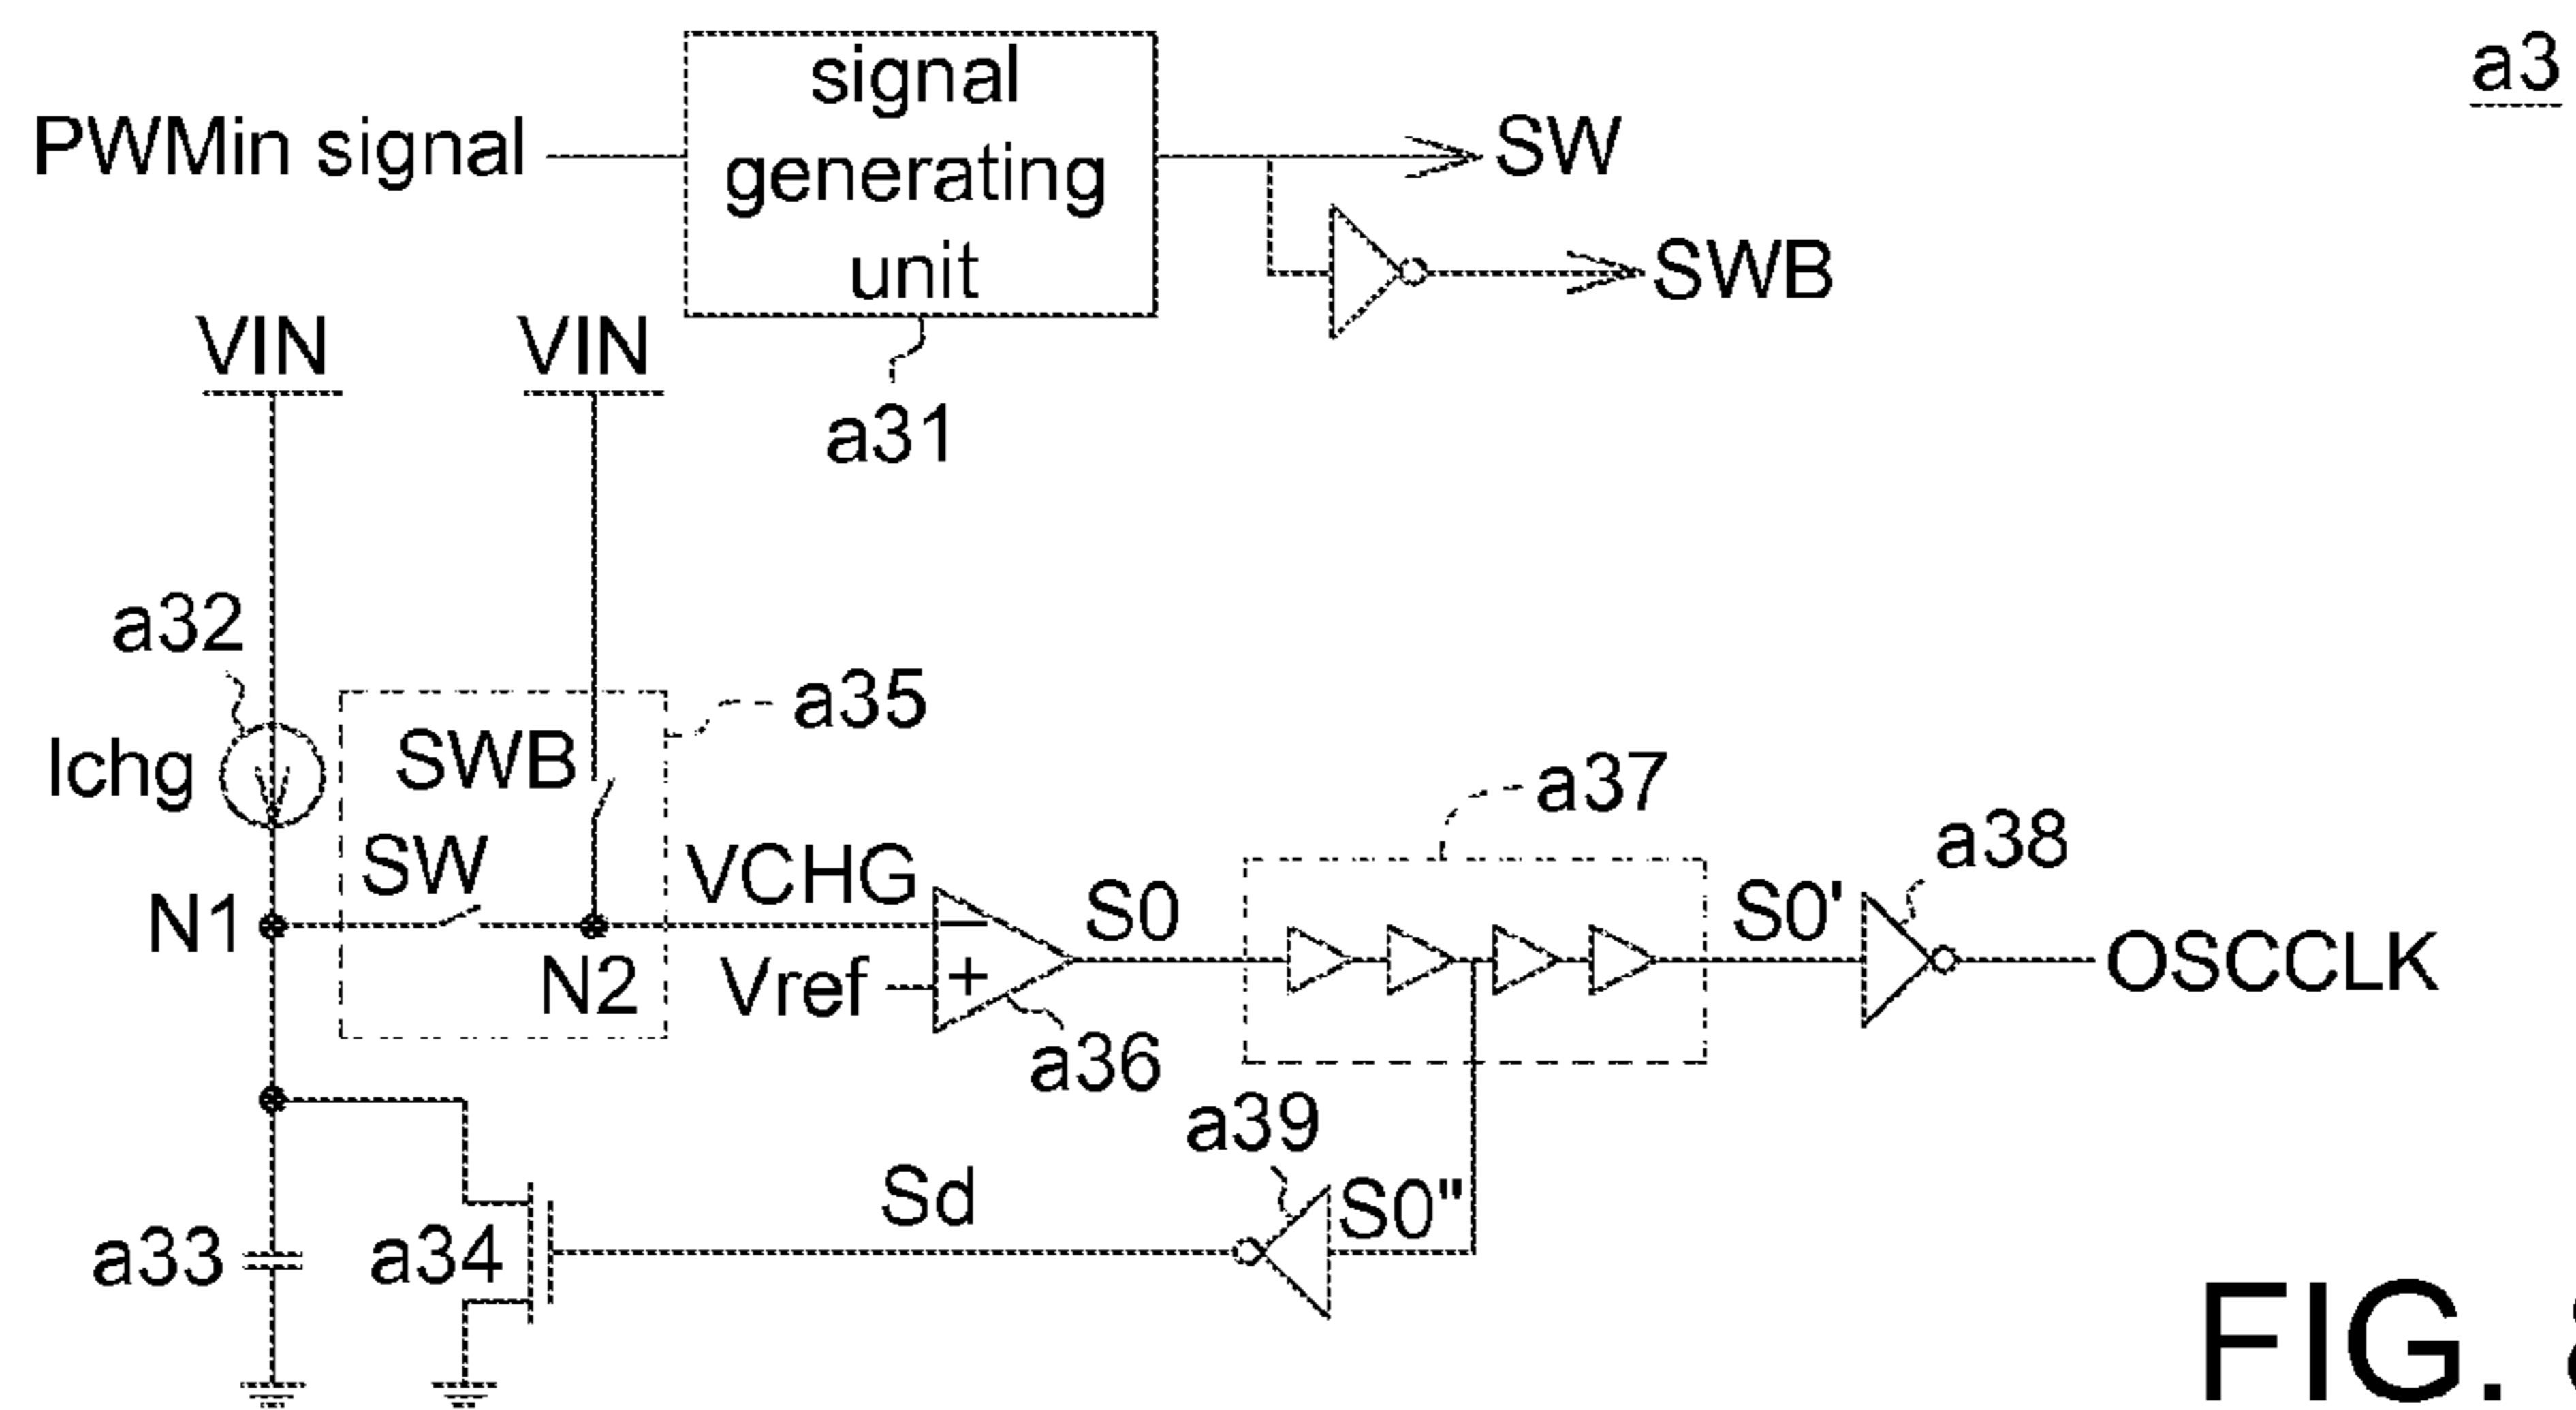 a3
signal
generating
unit
PWMin signal
SW
SWB
VIN
VIN
a31
a32
a35
Ichg
SWB
SW
a37
a38
N1
N2
VCHG
−
Vref
+
S0
S0'
OSCCLK
a36
a39
Sd
S0"
a33
a34
FIG.